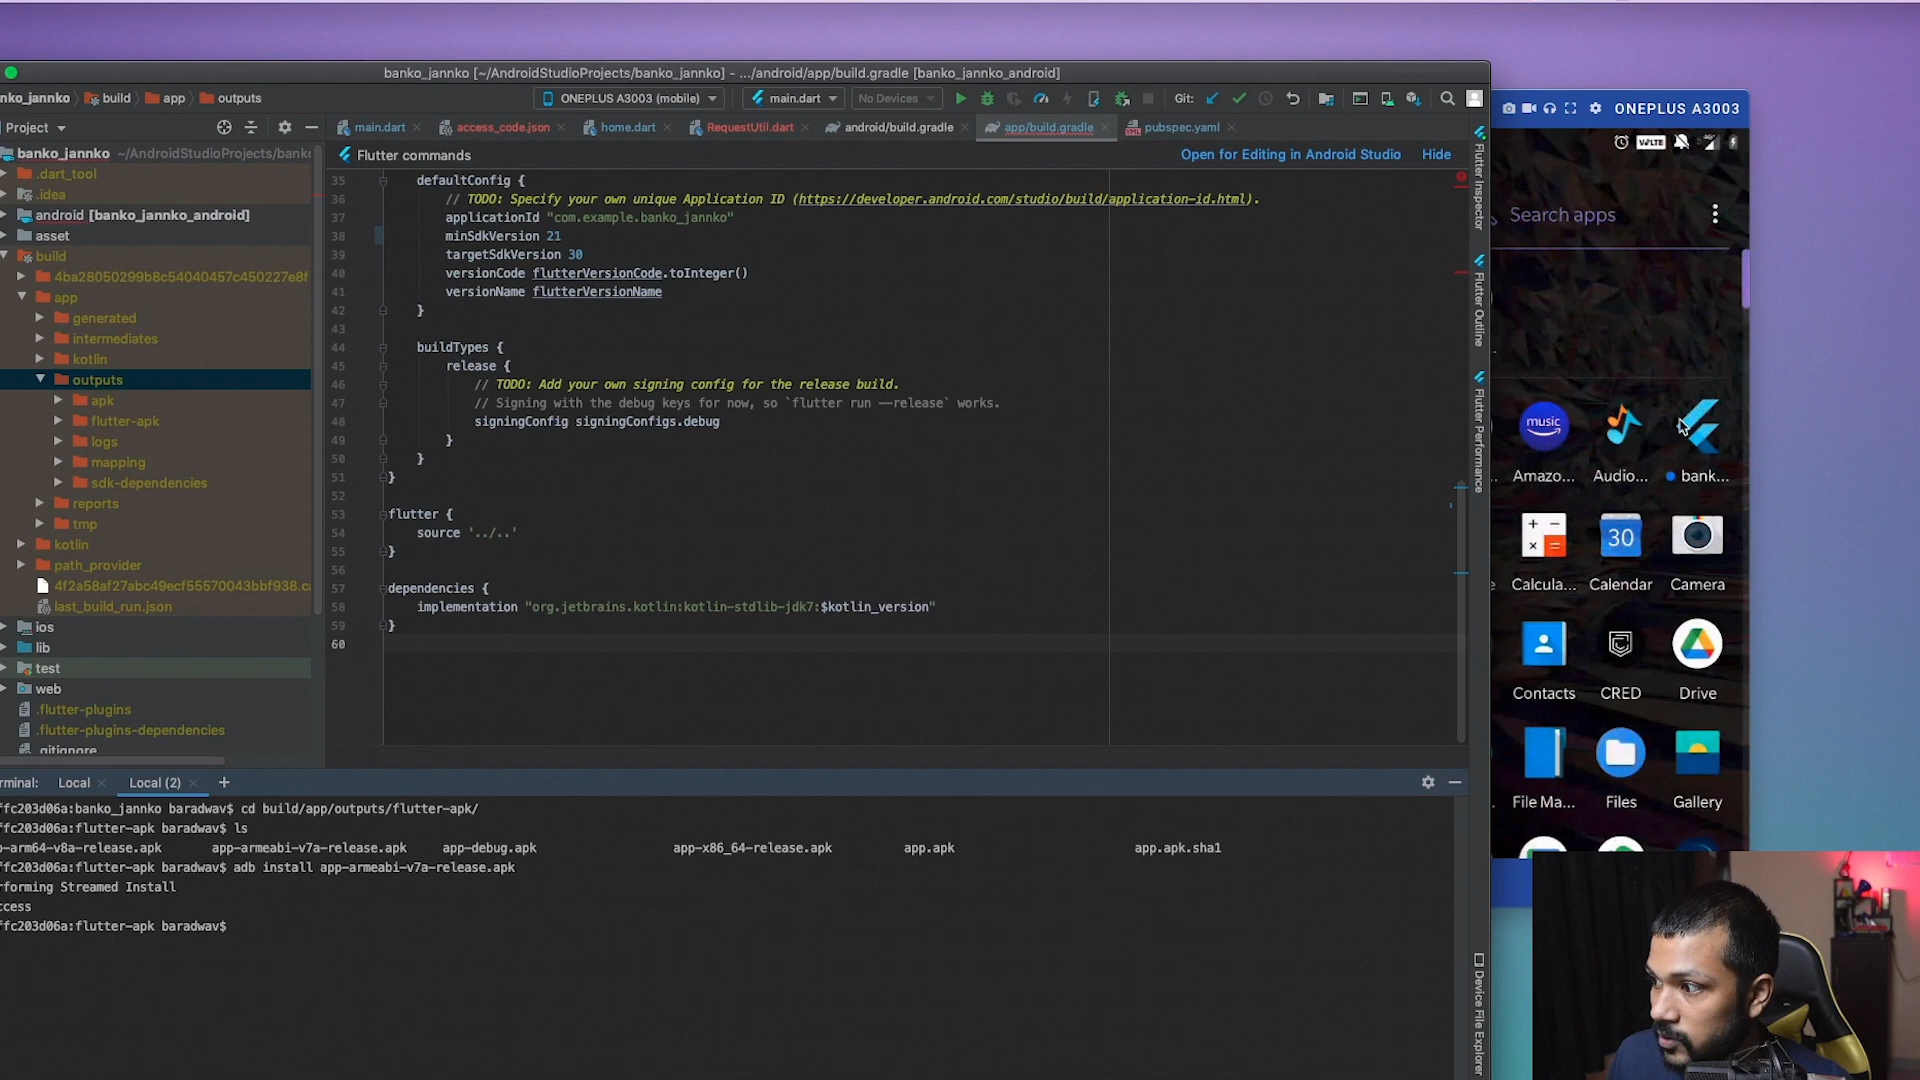 banko_jannko [~/AndroidStudioProjects/banko_jannko] - .../android/app/build.gradle [banko_jannko_android]
nko_jannko
build
app
outputs
ONEPLUS A3003 (mobile)
main.dart
No Devices
Git:
ONEPLUS A3003
Project
main.dart
access_code.json
home.dart
RequestUtil.dart
android/build.gradle
app/build.gradle
pubspec.yaml
VoLTE
banko_jannko ~/AndroidStudioProjects/bank
Flutter commands
Open for Editing in Android Studio
Hide
.dart_tool
.idea
android [banko_jannko_android]
asset
build
4ba28050299b8c54040457c450227e8f
app
generated
intermediates
kotlin
outputs
apk
flutter-apk
logs
mapping
sdk-dependencies
reports
tmp
kotlin
path_provider
4f2a58af27abc49ecf55570043bbf938.ca
last_build_run.json
ios
lib
test
web
.flutter-plugins
.flutter-plugins-dependencies
.gitignore
35 defaultConfig {
36 // TODO: Specify your own unique Application ID (https://developer.android.com/studio/build/application-id.html).
37 applicationId "com.example.banko_jannko"
38 minSdkVersion 21
39 targetSdkVersion 30
40 versionCode flutterVersionCode.toInteger()
41 versionName flutterVersionName
42 }
43
44 buildTypes {
45 release {
46 // TODO: Add your own signing config for the release build.
47 // Signing with the debug keys for now, so `flutter run --release` works.
48 signingConfig signingConfigs.debug
49 }
50 }
51 }
52
53 flutter {
54 source '../..'
55 }
56
57 dependencies {
58 implementation "org.jetbrains.kotlin:kotlin-stdlib-jdk7:$kotlin_version"
59 }
60
Flutter Inspector
Flutter Outline
Flutter Performance
Device File Explorer
Search apps
music
Amazo...
Audio...
bank...
30
Calcula...
Calendar
Camera
Contacts
CRED
Drive
File Ma...
Files
Gallery
rminal:
Local
Local (2)
ffc203d06a:banko_jannko baradwav$ cd build/app/outputs/flutter-apk/
ffc203d06a:flutter-apk baradwav$ ls
-arm64-v8a-release.apk app-armeabi-v7a-release.apk app-debug.apk app-x86_64-release.apk app.apk app.apk.sha1
ffc203d06a:flutter-apk baradwav$ adb install app-armeabi-v7a-release.apk
rforming Streamed Install
ccess
ffc203d06a:flutter-apk baradwav$